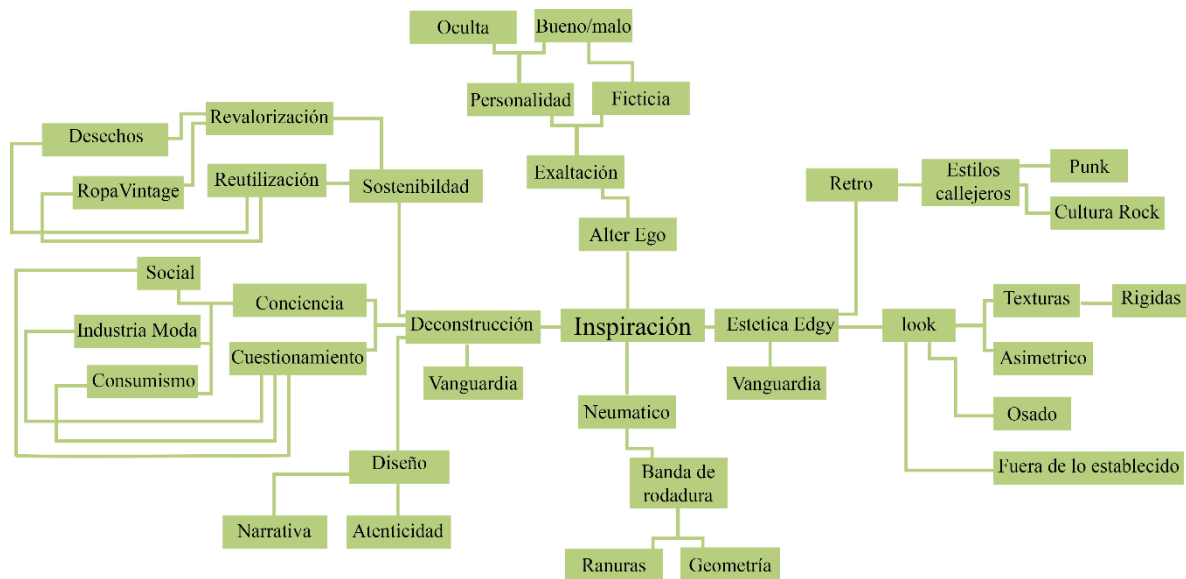 Oculta
Bueno/malo
Personalidad
Ficticia
Revalorización
Desechos
Reutilización
RopaVintage
Sostenibildad
Exaltación
Alter Ego
Retro
Estilos
callejeros
Punk
Cultura Rock
Social
Conciencia
Industria Moda
Cuestionamiento
Consumismo
Deconstrucción
Vanguardia
Inspiración
Estetica Edgy
Vanguardia
look
Texturas
Rigidas
Asimetrico
Osado
Fuera de lo establecido
Neumatico
Banda de
rodadura
Ranuras
Geometría
Diseño
Narrativa
Atenticidad